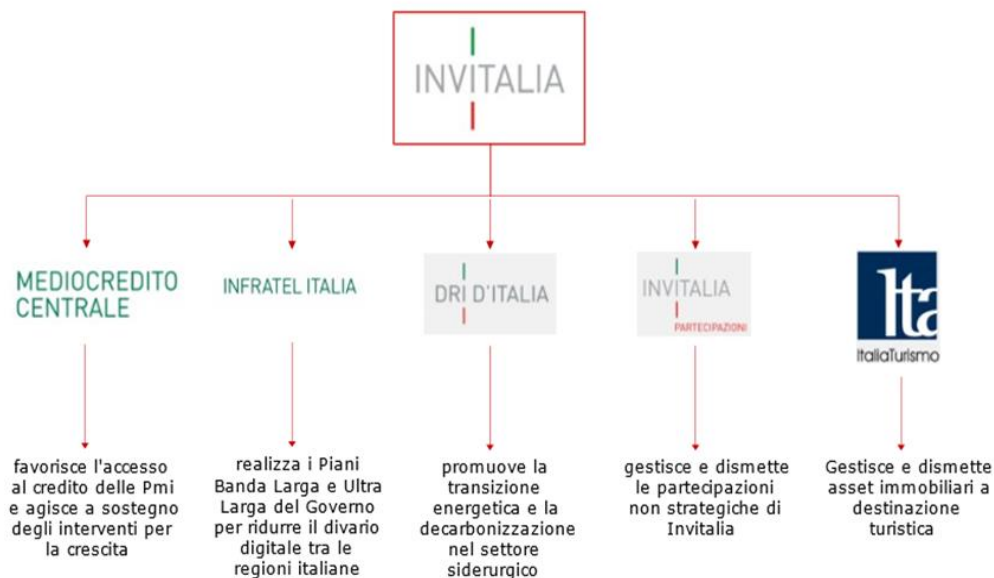 INVITALIA
MEDIOCREDITO
CENTRALE
INFRATEL ITALIA
DRI D'ITALIA
INVITALIA
PARTECIPAZIONI
Ita
ItaliaTurismo
favorisce l'accesso
al credito delle Pmi
e agisce a sostegno
degli interventi per
la crescita
realizza i Piani
Banda Larga e Ultra
Larga del Governo
per ridurre il divario
digitale tra le
regioni italiane
promuove la
transizione
energetica e la
decarbonizzazione
nel settore
siderurgico
gestisce e dismette
le partecipazioni
non strategiche di
Invitalia
Gestisce e dismette
asset immobiliari a
destinazione
turistica